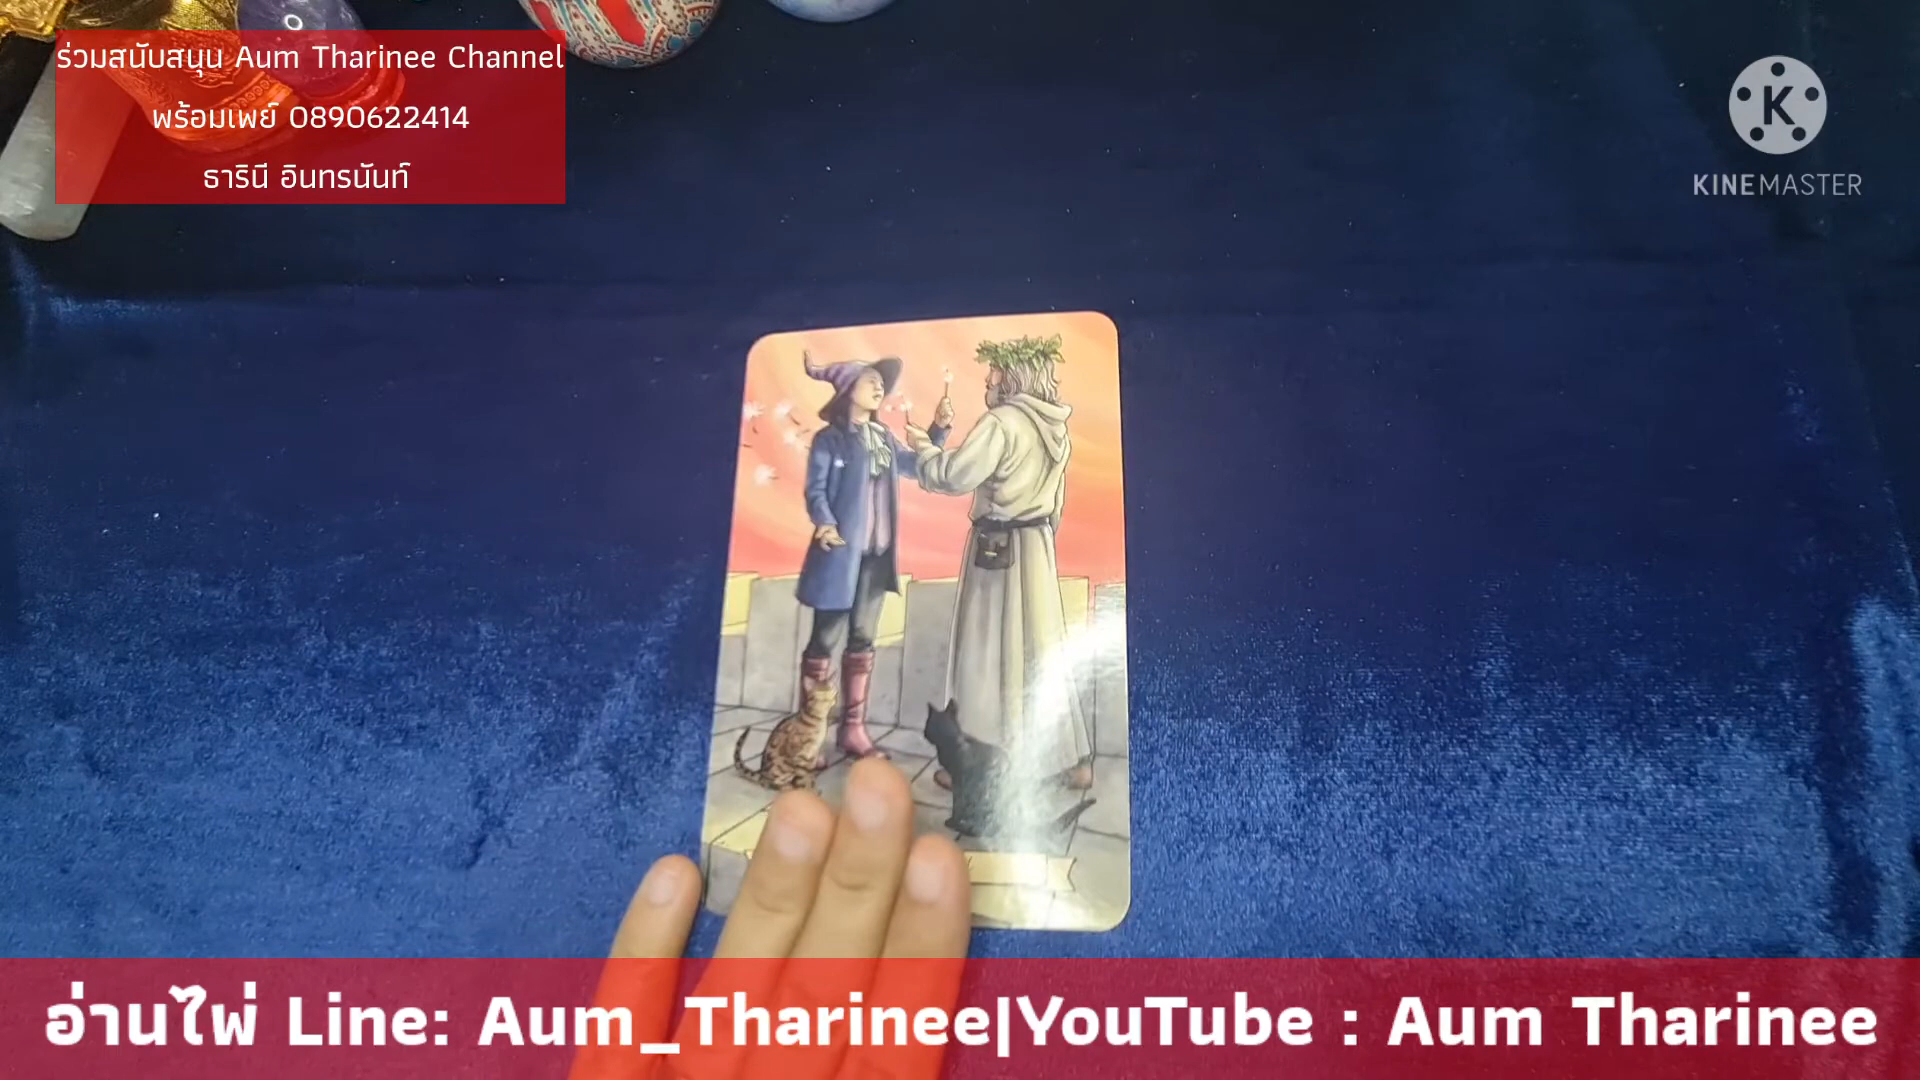 ร่วมสนับสนุน Aum Tharinee Channel
พร้อมเพย์ 0890622414
ธารินี อินทรนันท์
K
KINEMASTER
อ่านไพ่ Line: Aum_Tharinee|YouTube : Aum Tharinee